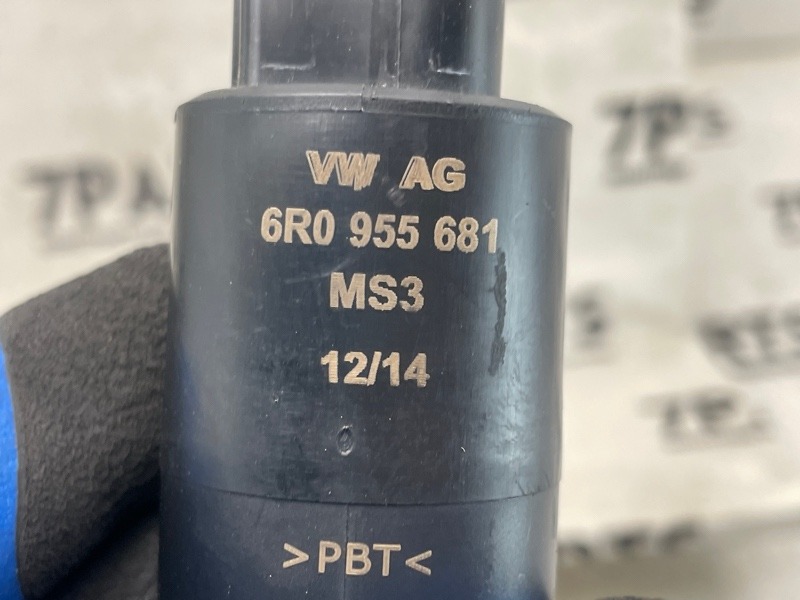 VW AG
6R0 955 681
MS3
12/14
>PBT<